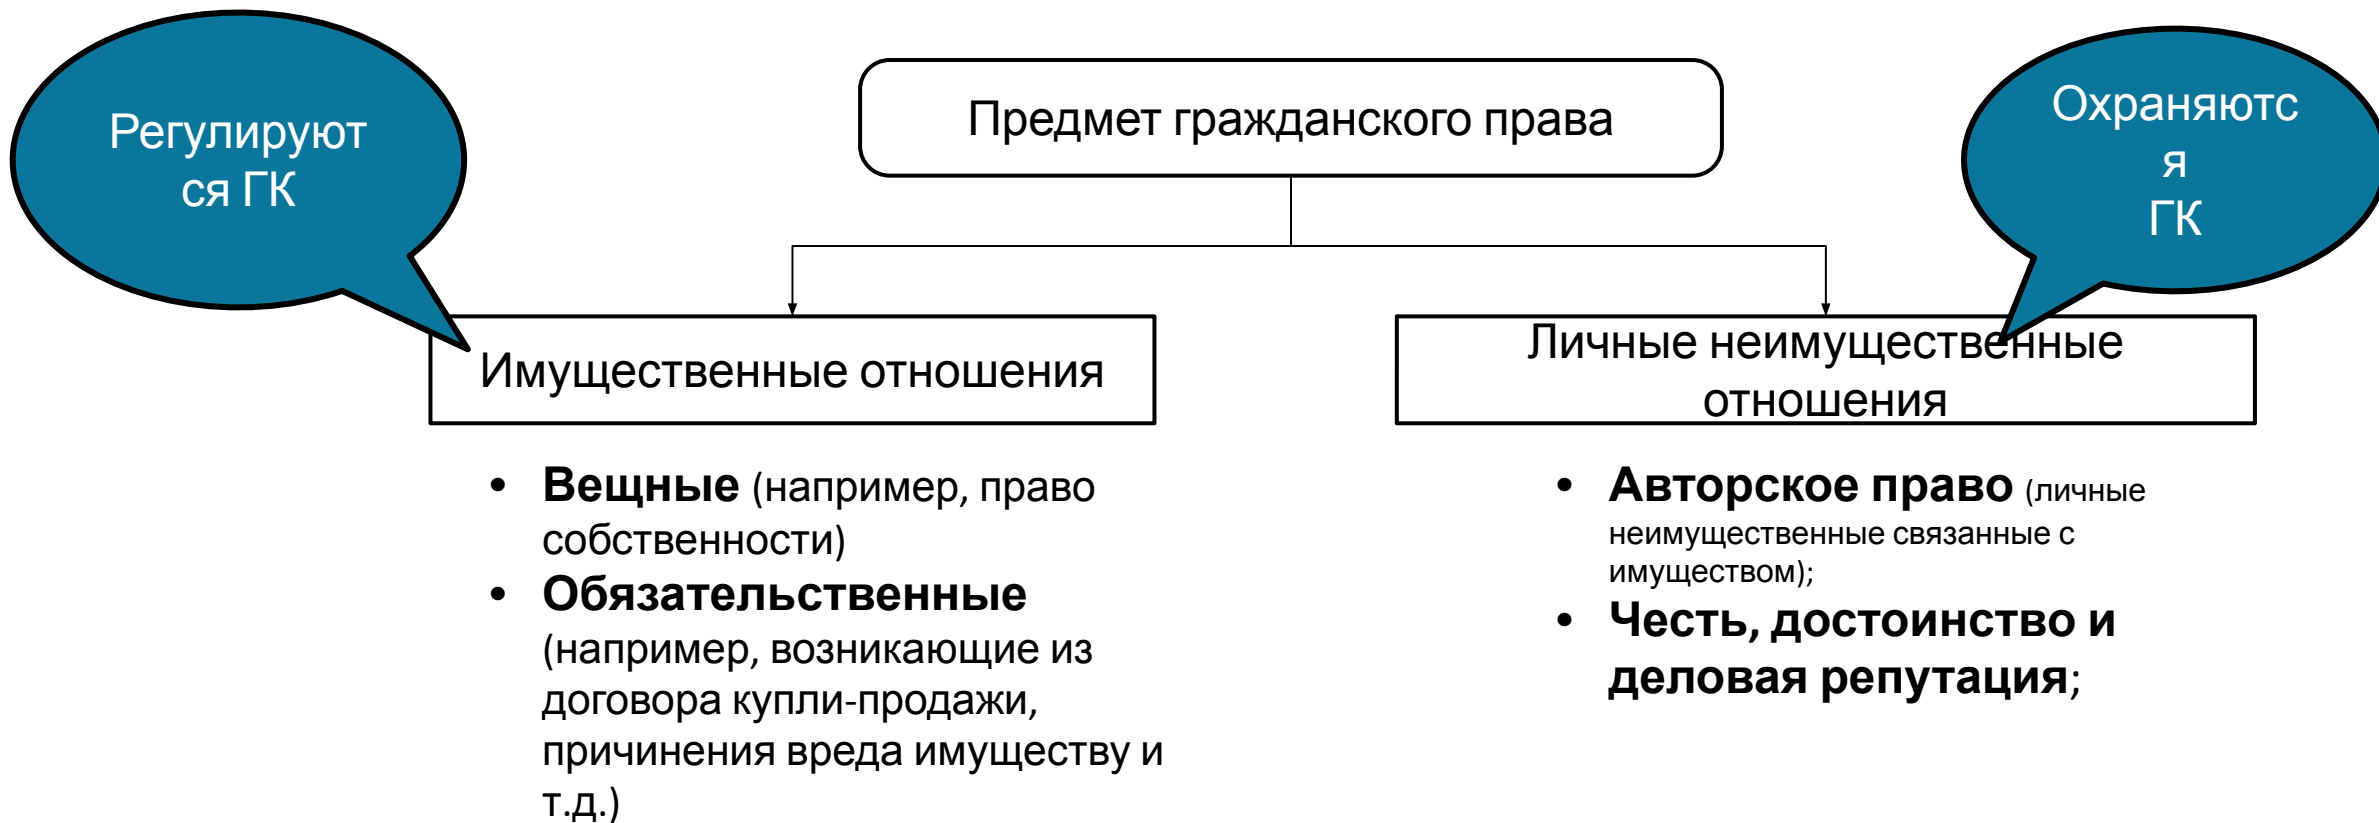 Регулируют
ся ГК
Предмет гражданского права
Охраняютс
я
ГК
Имущественные отношения
• Вещные (например, право
собственности)
• Обязательственные
(например, возникающие из
договора купли-продажи,
причинения вреда имуществу и
т.д.)
Личные неимущественные
отношения
• Авторское право (личные
неимущественные связанные с
имуществом);
• Честь, достоинство и
деловая репутация;